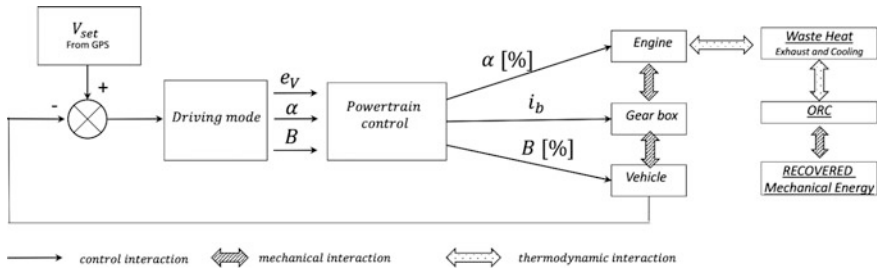 V_set
From GPS
+
-
Driving mode
e_V
α
B
Powertrain
control
α [%]
i_b
B [%]
Engine
Gear box
Vehicle
Waste Heat
Exhaust and Cooling
ORC
RECOVERED
Mechanical Energy
control interaction
mechanical interaction
thermodynamic interaction